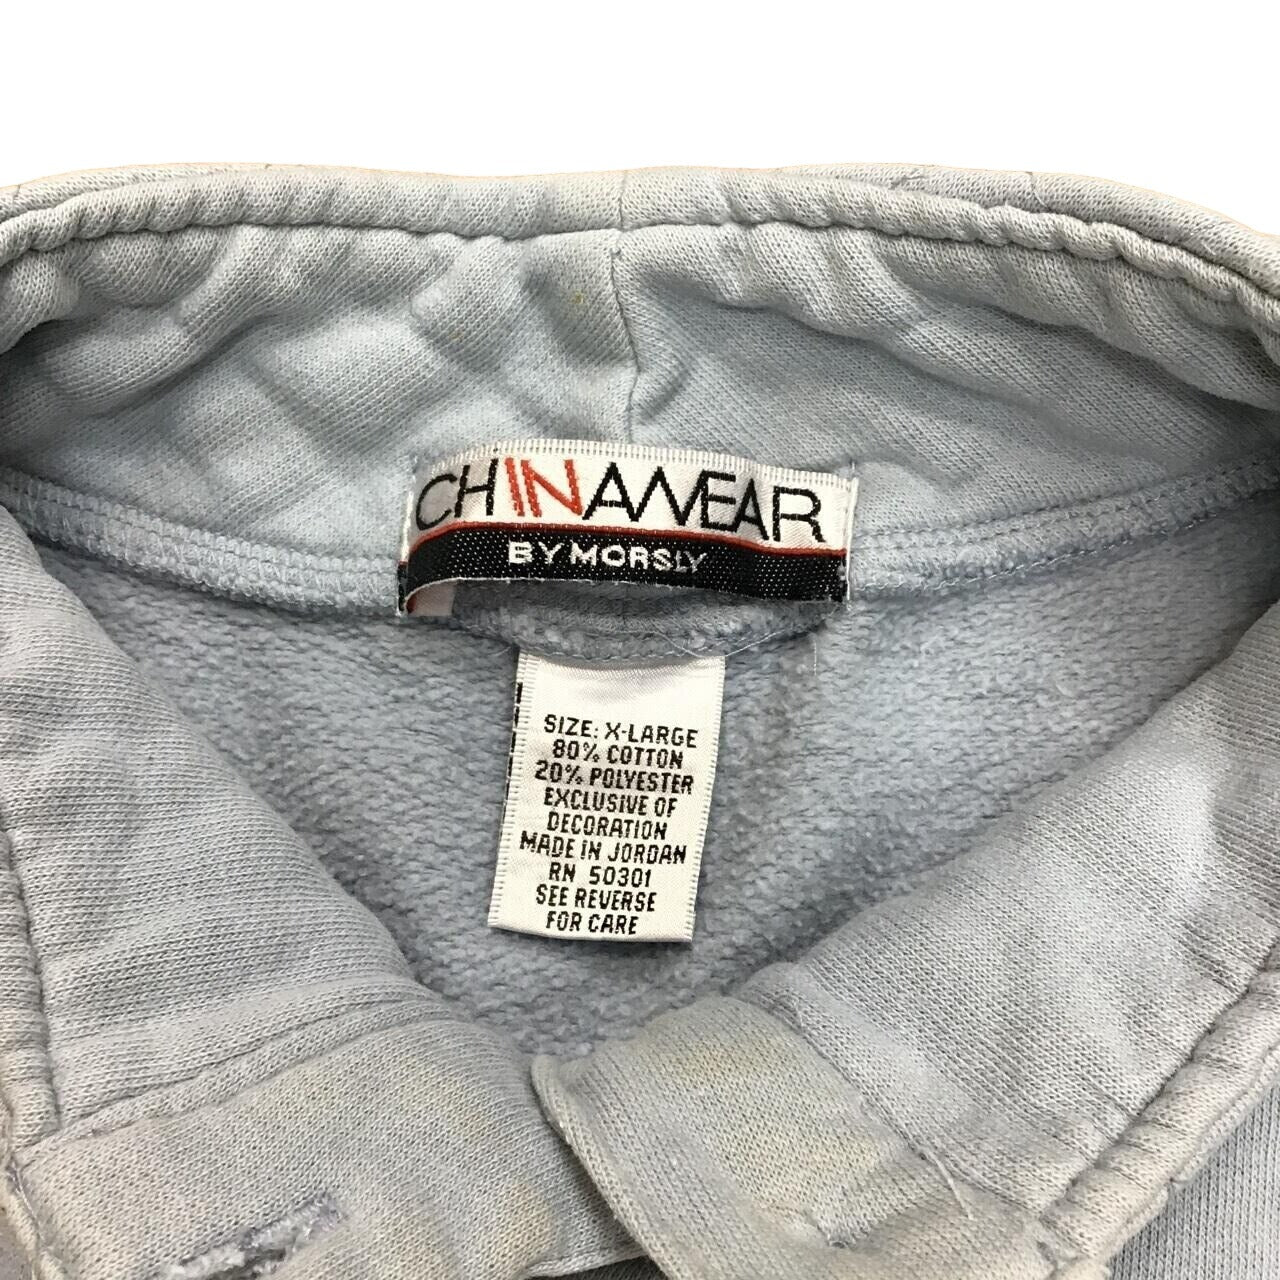 CHINAWEAR
BY MORSLY
SIZE: X-LARGE
80% COTTON
20% POLYESTER
EXCLUSIVE OF
DECORATION
MADE IN JORDAN
RN 50301
SEE REVERSE
FOR CARE